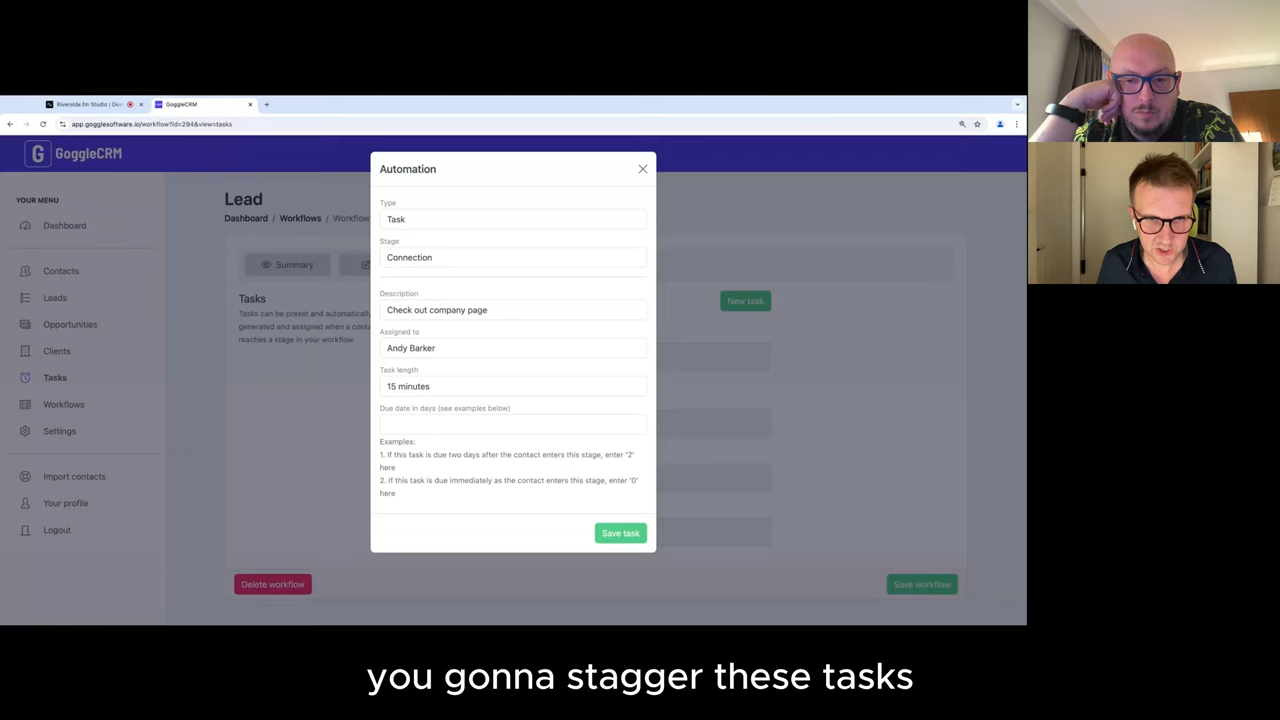 Riverside.fm Studio | Dea
GoggleCRM
app.gogglesoftware.io/workflow?id=294&view=tasks
G GoggleCRM
YOUR MENU
Dashboard
Contacts
Leads
Opportunities
Clients
Tasks
Workflows
Settings
Import contacts
Your profile
Logout
Lead
Dashboard / Workflows / Workflow
Summary
Tasks
Tasks can be preset and automatically
generated and assigned when a conta
reaches a stage in your workflow
New task
Delete workflow
Save workflow
Automation
Type
Task
Stage
Connection
Description
Check out company page
Assigned to
Andy Barker
Task length
15 minutes
Due date in days (see examples below)
Examples:
1. If this task is due two days after the contact enters this stage, enter '2'
here
2. If this task is due immediately as the contact enters this stage, enter '0'
here
Save task
you gonna stagger these tasks